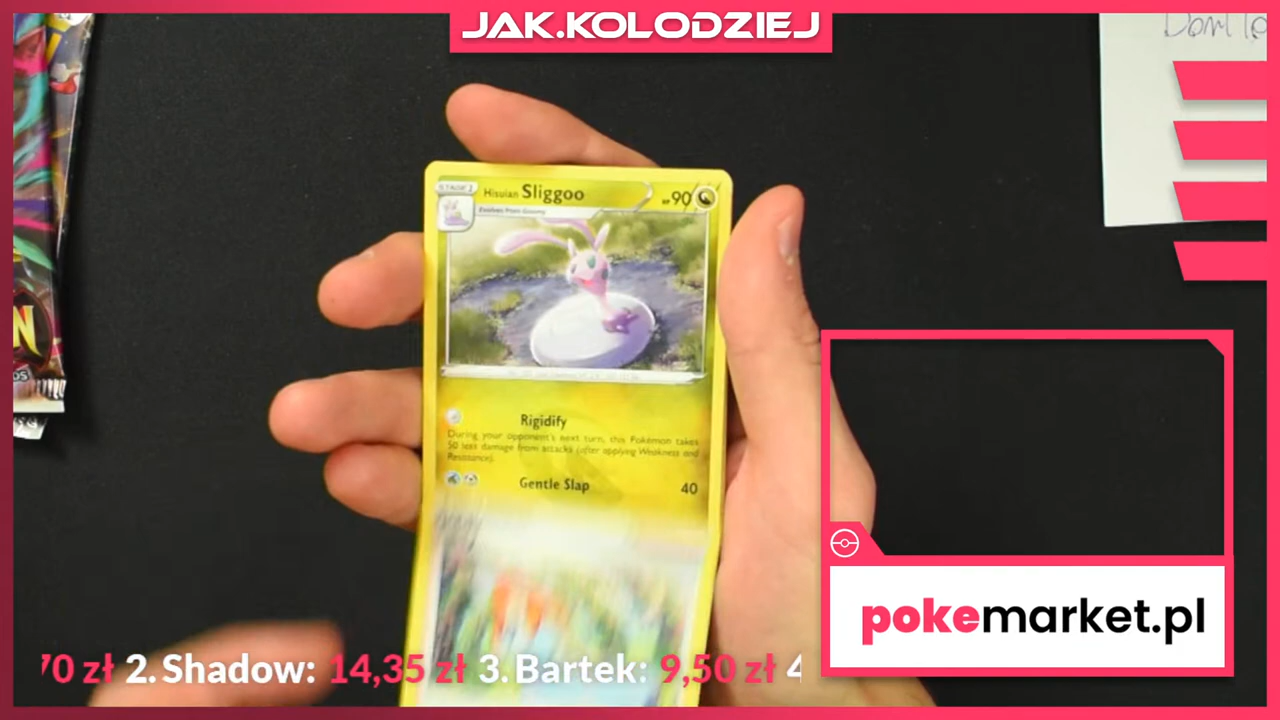 JAK.KOLODZIEJ
STAGE 1
Hisuian Sliggoo
HP 90
Evolves from Goomy
Rigidify
During your opponent's next turn, this Pokémon takes
50 less damage from attacks (after applying Weakness and
Resistance).
Gentle Slap 40
pokemarket.pl
70 zł 2. Shadow: 14,35 zł 3. Bartek: 9,50 zł 4